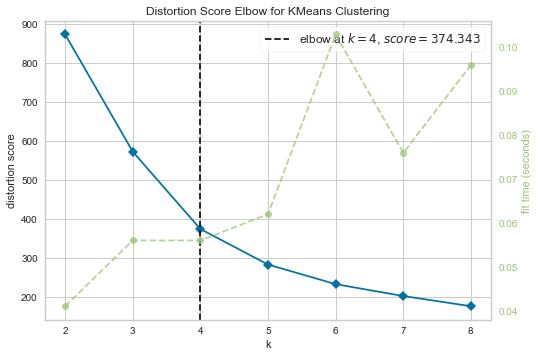 Distortion Score Elbow for KMeans Clustering
elbow at k = 4, score = 374.343
900
800
700
600
500
400
300
200
distortion score
0.10
0.09
0.08
0.07
0.06
0.05
0.04
fit time (seconds)
2 3 4 5 6 7 8
k